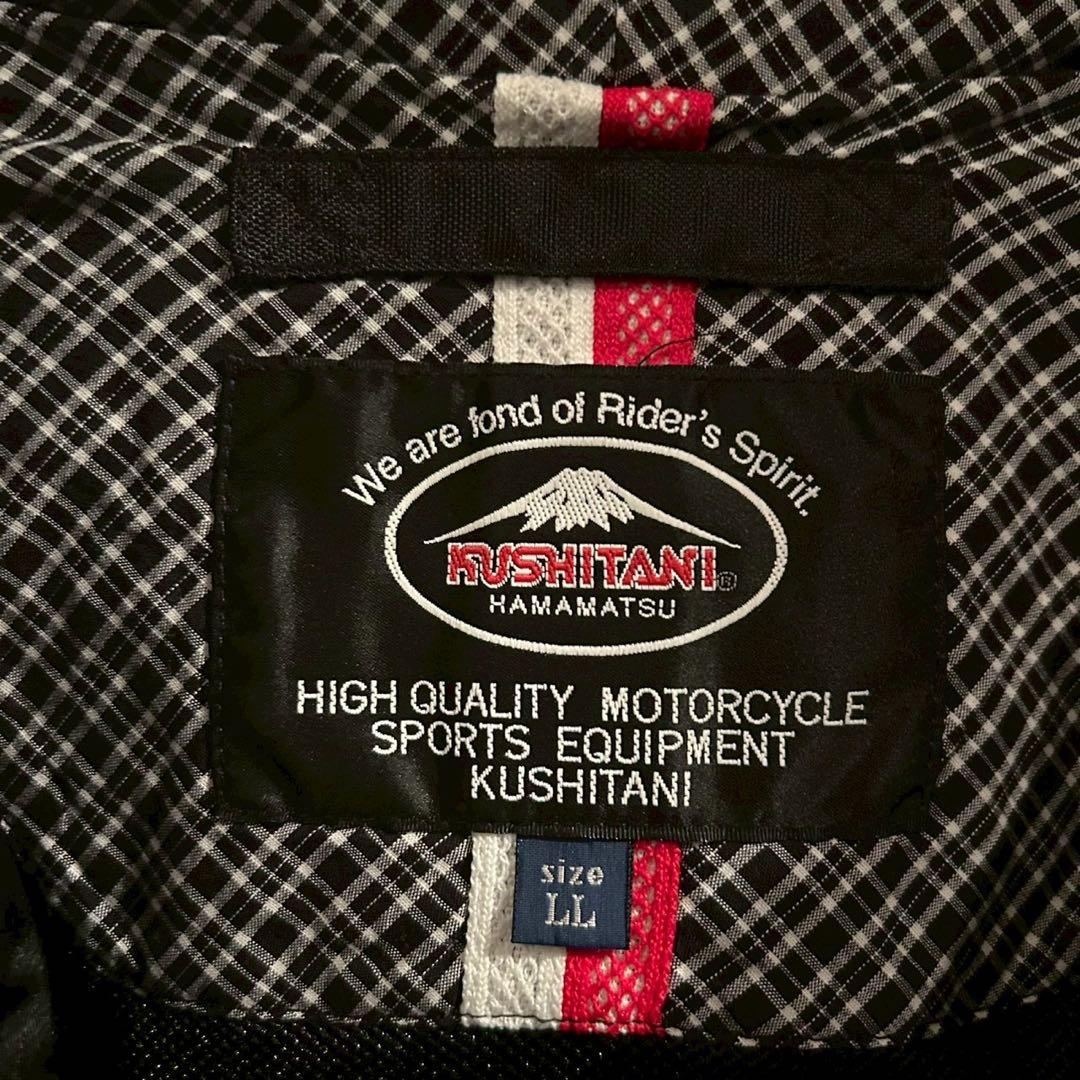 We are fond of Rider's Spirit.
KUSHITANI®
HAMAMATSU
HIGH QUALITY MOTORCYCLE
SPORTS EQUIPMENT
KUSHITANI
size
LL